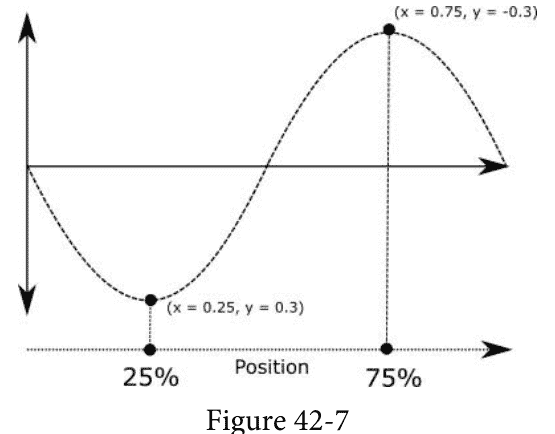 (x = 0.75, y = -0.3)
(x = 0.25, y = 0.3)
Position
25%
75%
Figure 42-7